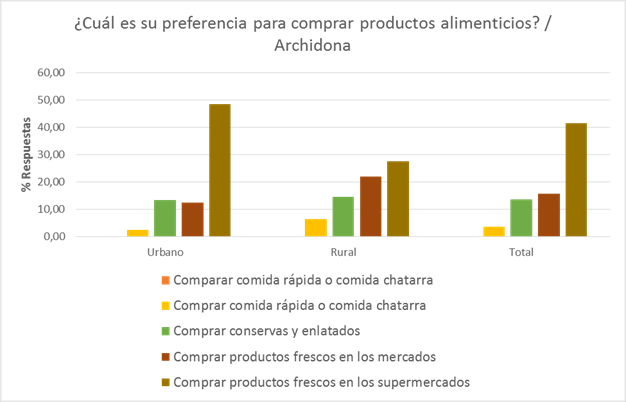 ¿Cuál es su preferencia para comprar productos alimenticios? /
Archidona
% Respuestas
60,00
50,00
40,00
30,00
20,00
10,00
0,00
Urbano
Rural
Total
Comparar comida rápida o comida chatarra
Comprar comida rápida o comida chatarra
Comprar conservas y enlatados
Comprar productos frescos en los mercados
Comprar productos frescos en los supermercados